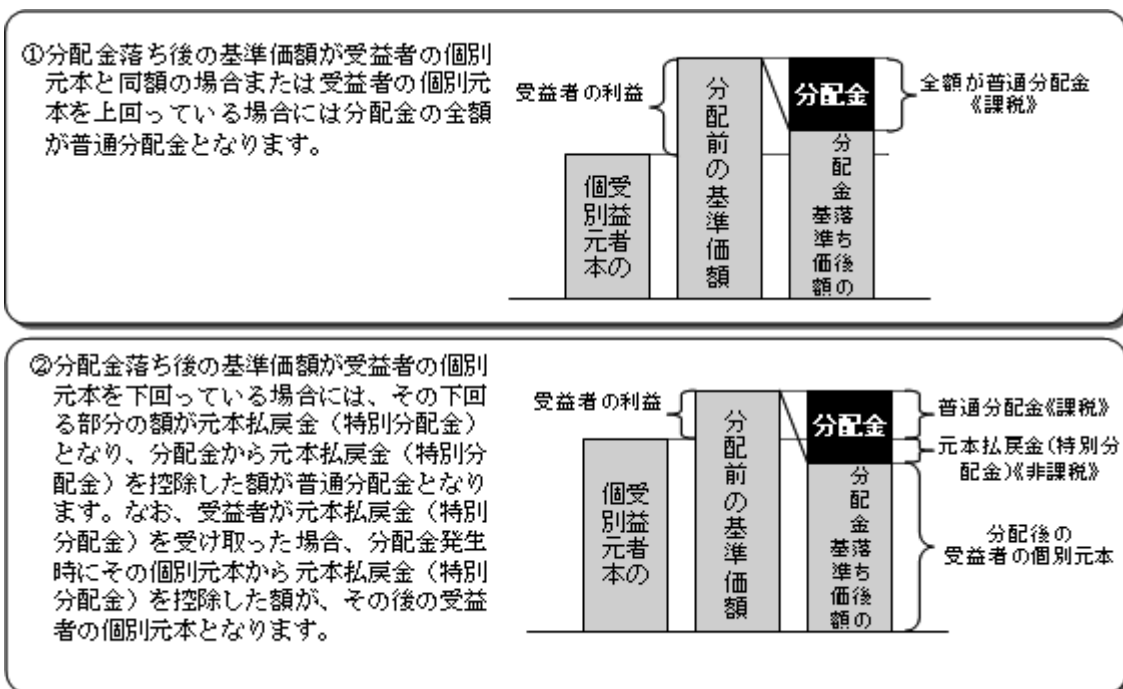 ①分配金落ち後の基準価額が受益者の個別
元本と同額の場合または受益者の個別元
本を上回っている場合には分配金の全額
が普通分配金となります。
受益者の利益
受益者の
個別元本
分配前の基準価額
分配金
分配金落ち後の
基準価額
全額が普通分配金
《課税》
②分配金落ち後の基準価額が受益者の個別
元本を下回っている場合には、その下回
る部分の額が元本払戻金（特別分配金）
となり、分配金から元本払戻金（特別分
配金）を控除した額が普通分配金となり
ます。なお、受益者が元本払戻金（特別
分配金）を受け取った場合、分配金発生
時にその個別元本から元本払戻金（特別
分配金）を控除した額が、その後の受益
者の個別元本となります。
受益者の利益
受益者の
個別元本
分配前の基準価額
分配金
分配金落ち後の
基準価額
普通分配金《課税》
元本払戻金(特別分
配金)《非課税》
分配後の
受益者の個別元本